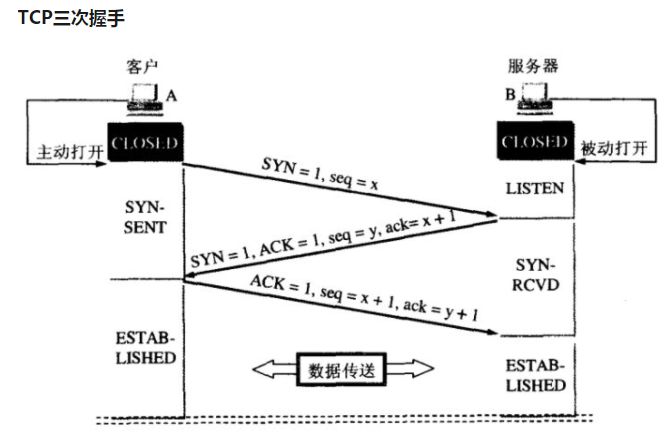 TCP三次握手
客户
服务器
A
B
CLOSED
CLOSED
主动打开
被动打开
SYN = 1, seq = x
LISTEN
SYN-
SENT
SYN = 1, ACK = 1, seq = y, ack= x + 1
SYN-
RCVD
ACK = 1, seq = x + 1, ack = y + 1
ESTAB-
LISHED
数据传送
ESTAB-
LISHED